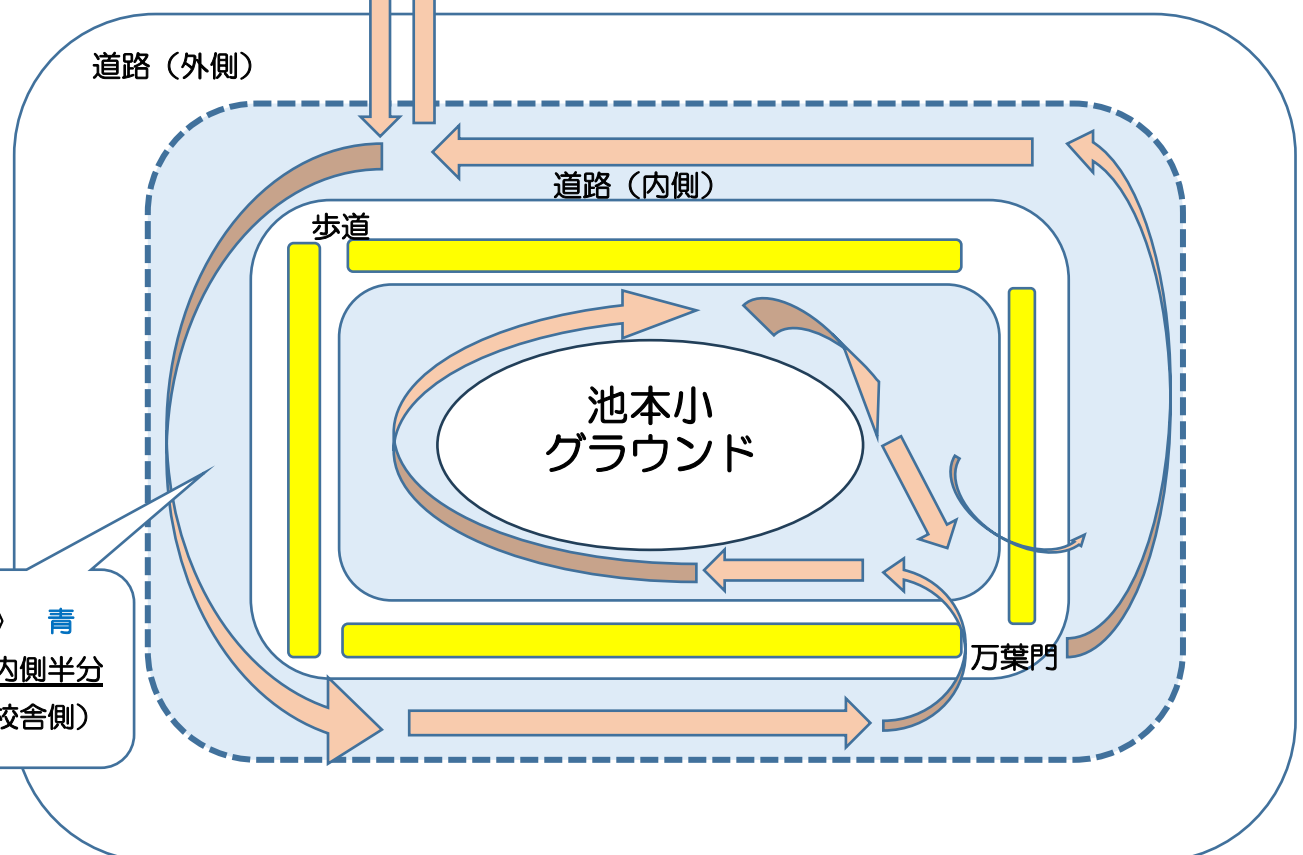 道路（外側）
道路（内側）
歩道
池本小
グラウンド
青
内側半分
校舎側）
万葉門